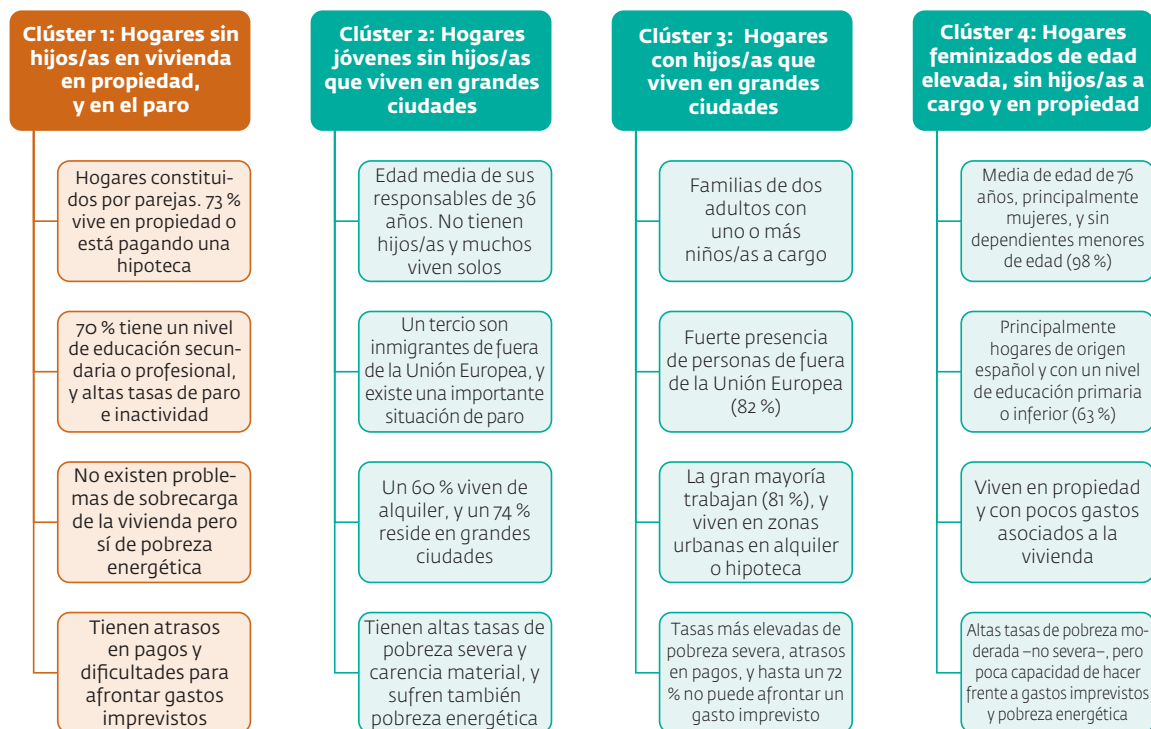 Clúster 1: Hogares sin
hijos/as en vivienda
en propiedad,
y en el paro
Hogares constitui-
dos por parejas. 73 %
vive en propiedad o
está pagando una
hipoteca
70 % tiene un nivel
de educación secun-
daria o profesional,
y altas tasas de paro
e inactividad
No existen proble-
mas de sobrecarga
de la vivienda pero
sí de pobreza
energética
Tienen atrasos
en pagos y
dificultades para
afrontar gastos
imprevistos
Clúster 2: Hogares
jóvenes sin hijos/as
que viven en grandes
ciudades
Edad media de sus
responsables de 36
años. No tienen
hijos/as y muchos
viven solos
Un tercio son
inmigrantes de fuera
de la Unión Europea, y
existe una importante
situación de paro
Un 60 % viven de
alquiler, y un 74 %
reside en grandes
ciudades
Tienen altas tasas de
pobreza severa y
carencia material, y
sufren también
pobreza energética
Clúster 3: Hogares
con hijos/as que
viven en grandes
ciudades
Familias de dos
adultos con
uno o más
niños/as a cargo
Fuerte presencia
de personas de fuera
de la Unión Europea
(82 %)
La gran mayoría
trabajan (81 %), y
viven en zonas
urbanas en alquiler
o hipoteca
Tasas más elevadas de
pobreza severa, atrasos
en pagos, y hasta un 72
% no puede afrontar un
gasto imprevisto
Clúster 4: Hogares
feminizados de edad
elevada, sin hijos/as a
cargo y en propiedad
Media de edad de 76
años, principalmente
mujeres, y sin
dependientes menores
de edad (98 %)
Principalmente
hogares de origen
español y con un nivel
de educación primaria
o inferior (63 %)
Viven en propiedad
y con pocos gastos
asociados a la
vivienda
Altas tasas de pobreza mo-
derada –no severa–, pero
poca capacidad de hacer
frente a gastos imprevistos
y pobreza energética